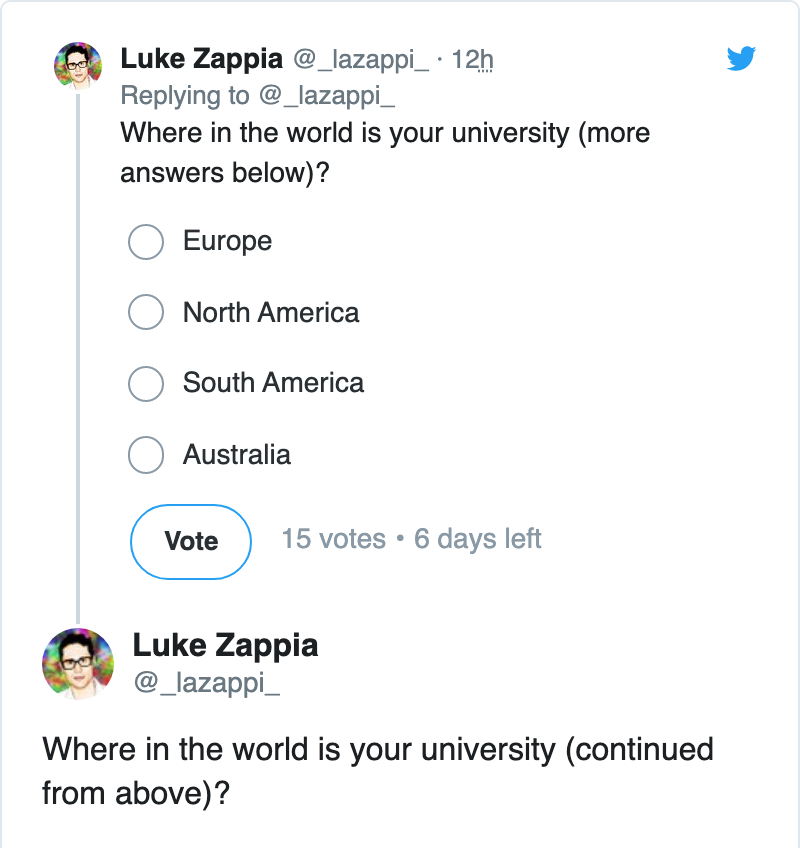 Luke Zappia @_lazappi_ · 12h
Replying to @_lazappi_
Where in the world is your university (more
answers below)?
Europe
North America
South America
Australia
Vote 15 votes • 6 days left
Luke Zappia
@_lazappi_
Where in the world is your university (continued
from above)?